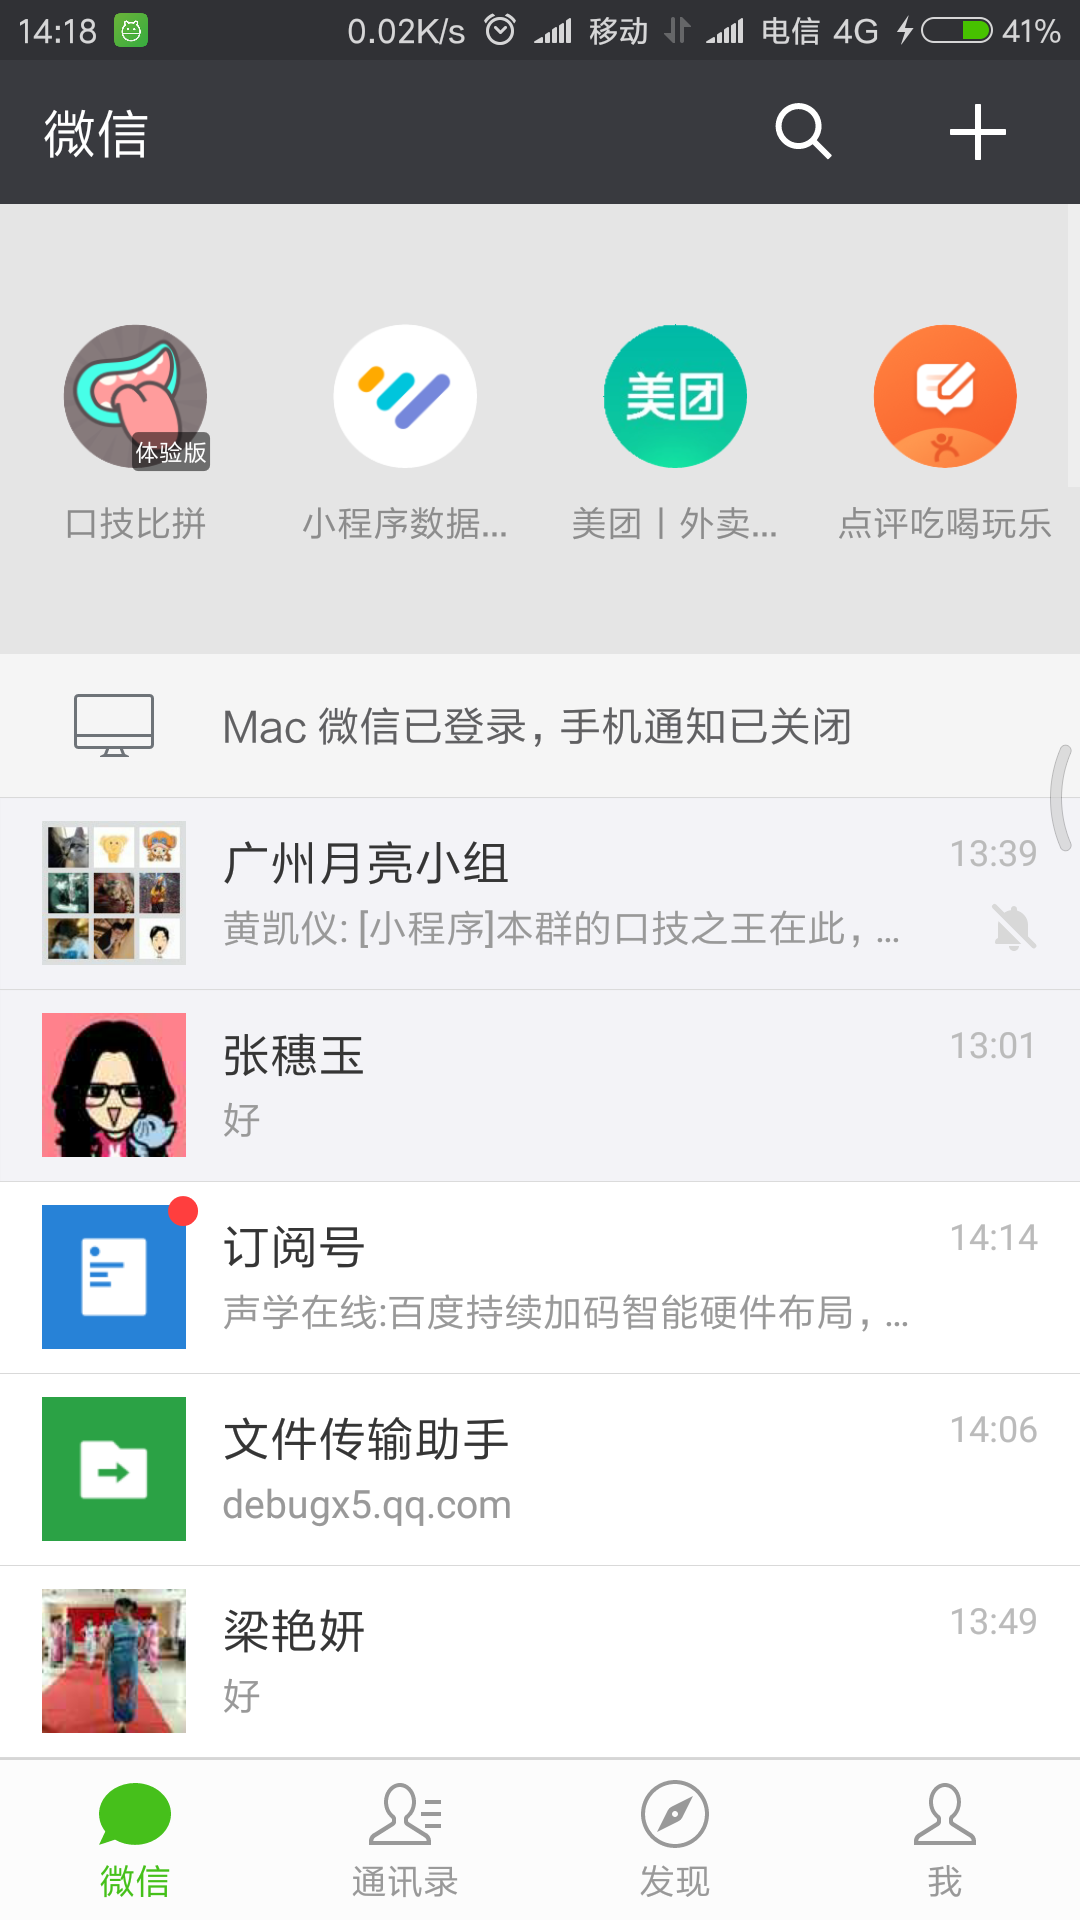 14:18 0.02K/s 移动 电信 4G 41%
微信
美团
体验版
口技比拼 小程序数据... 美团丨外卖... 点评吃喝玩乐
Mac 微信已登录，手机通知已关闭
广州月亮小组 13:39
黄凯仪: [小程序]本群的口技之王在此，...
张穗玉 13:01
好
订阅号 14:14
声学在线:百度持续加码智能硬件布局，...
文件传输助手 14:06
debugx5.qq.com
梁艳妍 13:49
好
微信 通讯录 发现 我